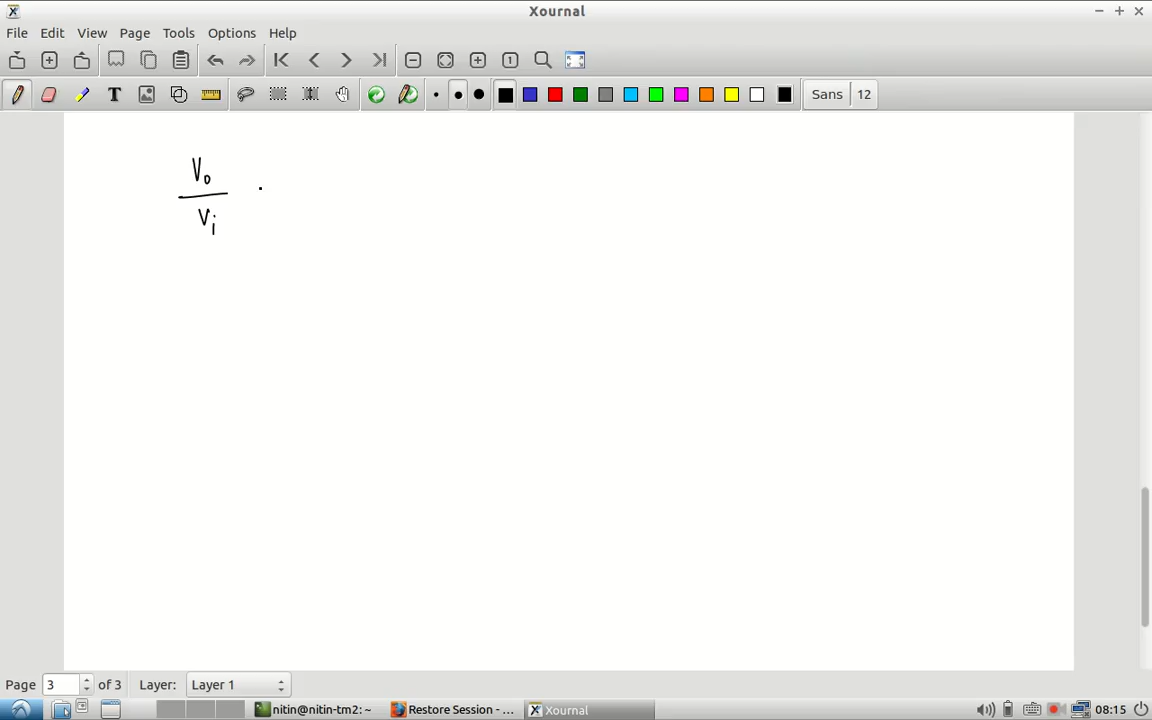 Xournal
File Edit View Page Tools Options Help
Sans 12
V₀
Vᵢ
Page 3 of 3 Layer: Layer 1
nitin@nitin-tm2: ~ Restore Session - ... Xournal 08:15